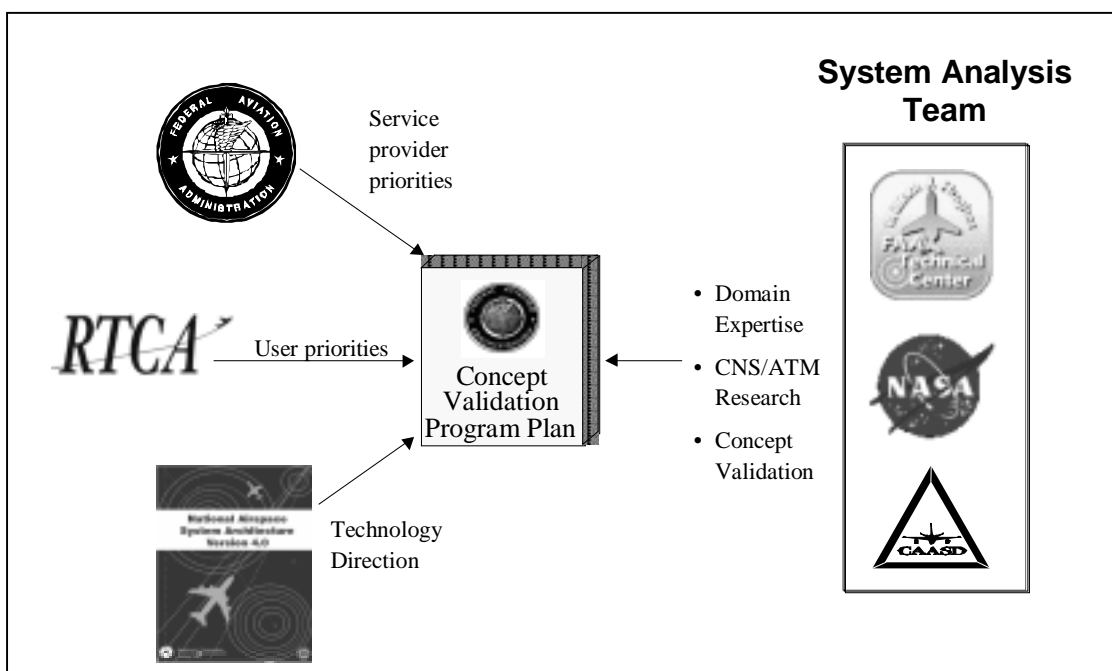 System Analysis
Team
FEDERAL AVIATION
ADMINISTRATION
Service
provider
priorities
FAA
Technical
Center
RTCA
User priorities
Concept
Validation
Program Plan
• Domain
Expertise
• CNS/ATM
Research
• Concept
Validation
NASA
National Airspace
System Architecture
Version 4.0
Technology
Direction
CAASD